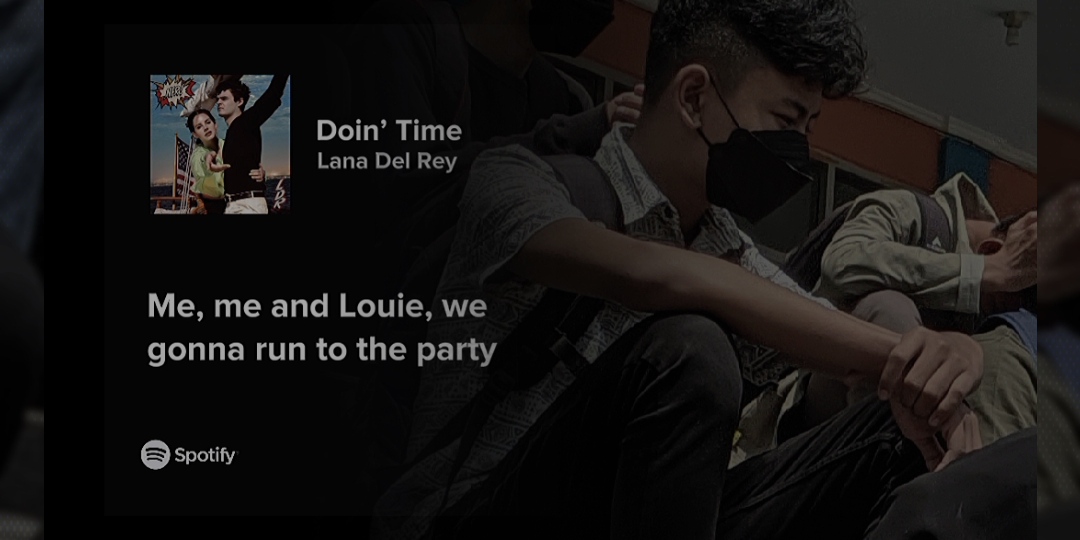 Doin’ Time
Lana Del Rey
Me, me and Louie, we
gonna run to the party
Spotify